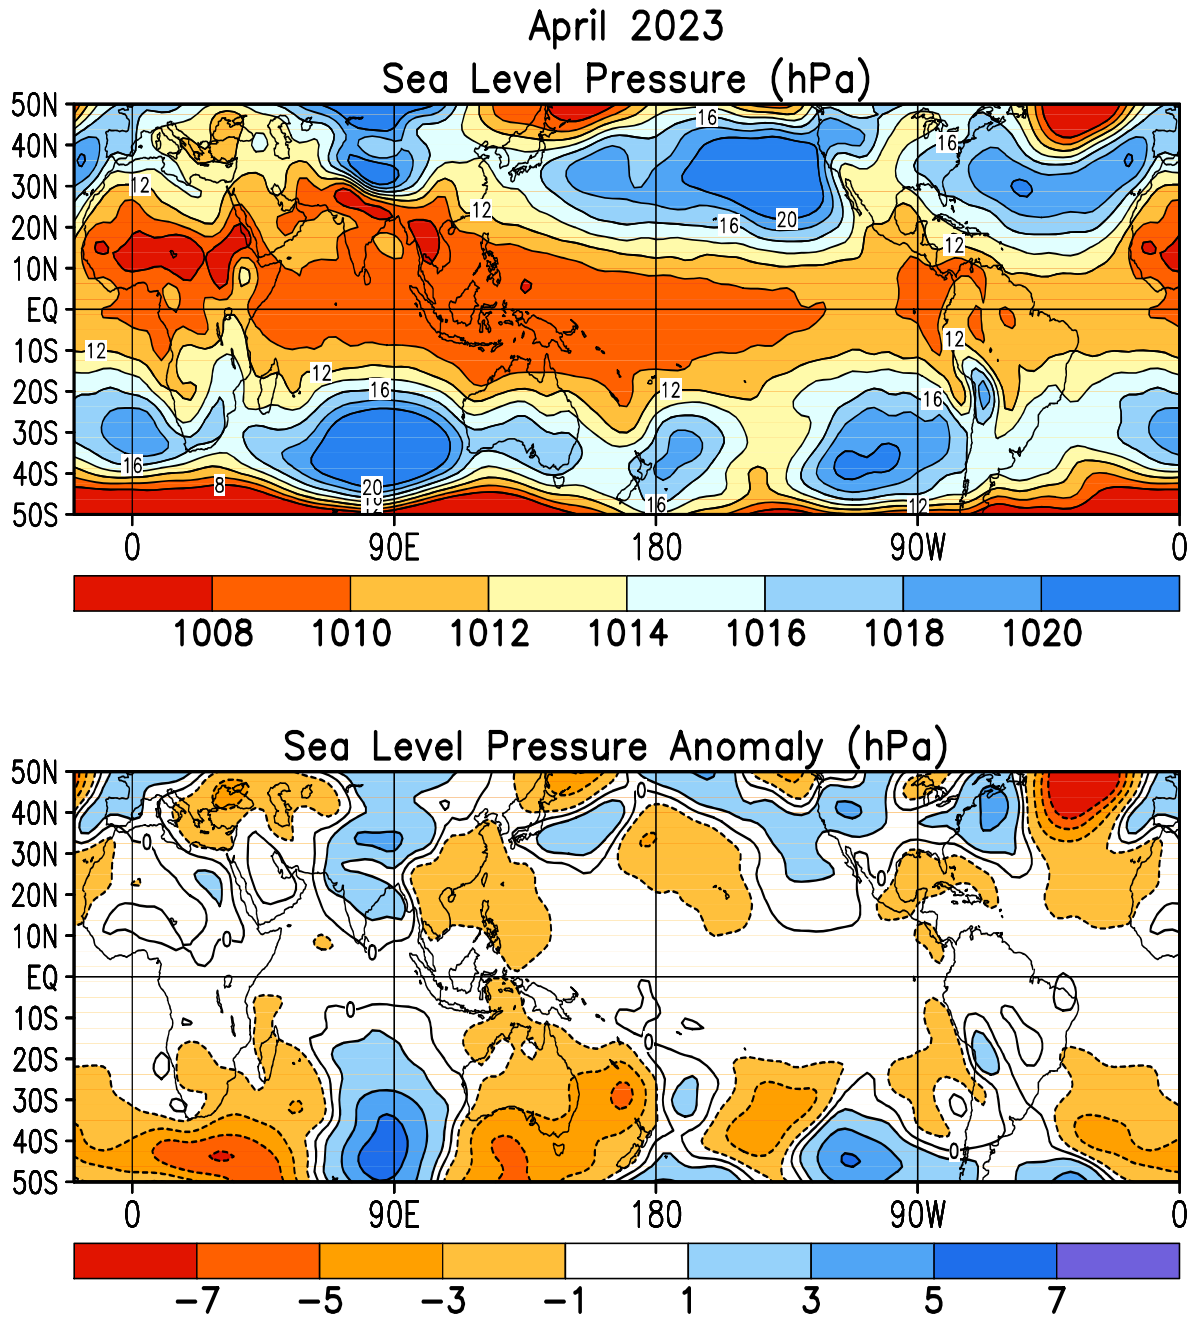 April 2023
Sea Level Pressure (hPa)
50N
16
40N
16
30N
12
12
20N
16
20
12
10N
EQ
12
10S
12
12
12
20S
16
16
30S
16
40S
8
20
16
12
50S
0
90E
180
90W
0
1008
1010
1012
1014
1016
1018
1020
Sea Level Pressure Anomaly (hPa)
50N
0
40N
0
30N
0
20N
0
0
10N
EQ
0
10S
0
20S
30S
40S
0
50S
0
90E
180
90W
0
−7
−5
−3
−1
1
3
5
7